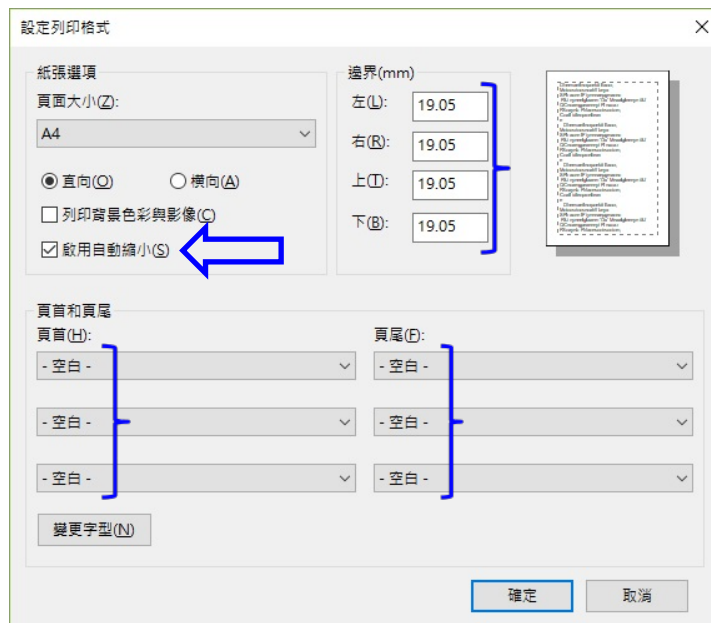 設定列印格式
紙張選項
頁面大小(Z):
A4
直向(O) 橫向(A)
列印背景色彩與影像(C)
啟用自動縮小(S)
邊界(mm)
左(L): 19.05
右(R): 19.05
上(T): 19.05
下(B): 19.05
頁首和頁尾
頁首(H):
- 空白 -
- 空白 -
- 空白 -
頁尾(F):
- 空白 -
- 空白 -
- 空白 -
變更字型(N)
確定 取消